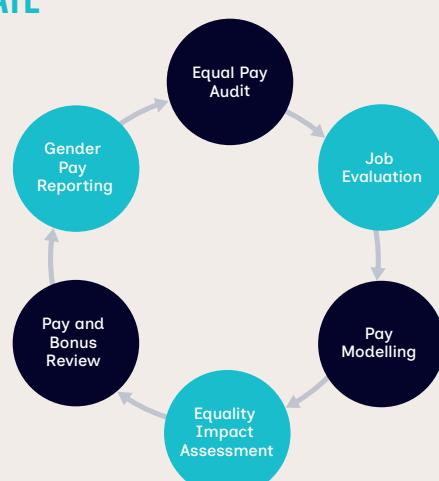 Equal Pay
Audit
Job
Evaluation
Pay
Modelling
Equality
Impact
Assessment
Pay and
Bonus
Review
Gender
Pay
Reporting